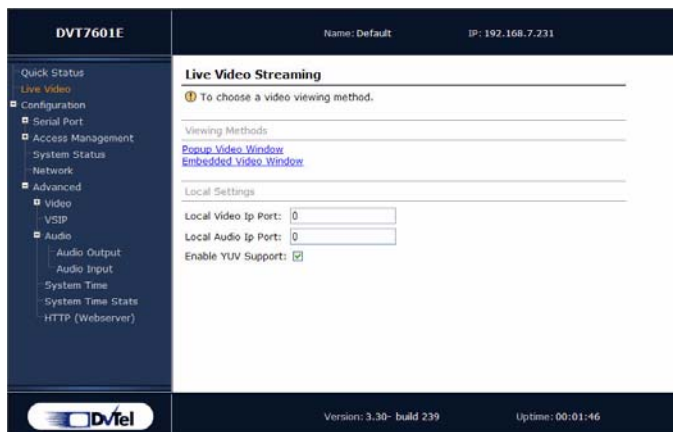 DVT7601E
Name: Default
IP: 192.168.7.231
Quick Status
Live Video
Configuration
Serial Port
Access Management
System Status
Network
Advanced
Video
VSIP
Audio
Audio Output
Audio Input
System Time
System Time Stats
HTTP (Webserver)
Live Video Streaming
To choose a video viewing method.
Viewing Methods
Popup Video Window
Embedded Video Window
Local Settings
Local Video Ip Port: 0
Local Audio Ip Port: 0
Enable YUV Support:
DVTel
Version: 3.30- build 239
Uptime: 00:01:46